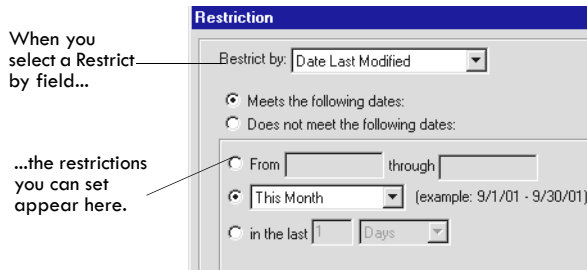 Restriction
When you
select a Restrict
by field...
Restrict by: Date Last Modified
Meets the following dates:
Does not meet the following dates:
...the restrictions
you can set
appear here.
From through
This Month (example: 9/1/01 - 9/30/01)
in the last 1 Days